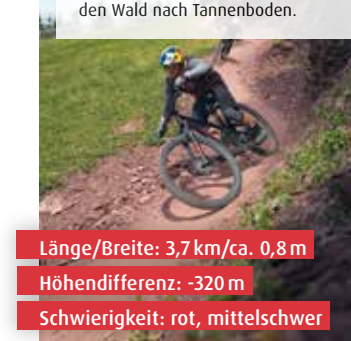 den Wald nach Tannenboden.
Länge/Breite: 3,7 km/ca. 0,8 m
Höhendifferenz: -320 m
Schwierigkeit: rot, mittelschwer